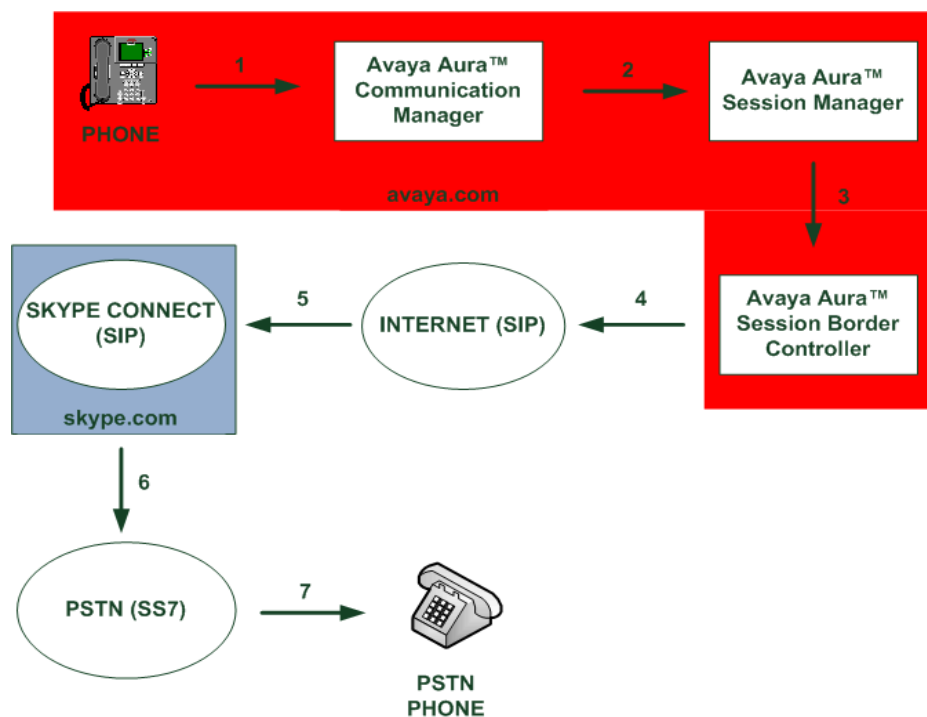 1
2
Avaya Aura™
Communication
Manager
Avaya Aura™
Session Manager
PHONE
avaya.com
3
SKYPE CONNECT
(SIP)
skype.com
5
INTERNET (SIP)
4
Avaya Aura™
Session Border
Controller
6
PSTN (SS7)
7
PSTN
PHONE